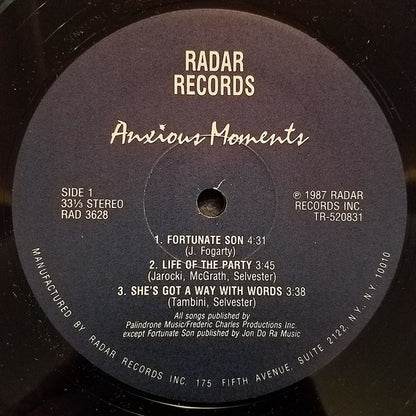 RADAR
RECORDS
Anxious Moments
SIDE 1
33⅓ STEREO
RAD 3628
℗ 1987 RADAR
RECORDS INC.
TR-520831
1. FORTUNATE SON 4:31
(J. Fogarty)
2. LIFE OF THE PARTY 3:45
(Jarocki, McGrath, Selvester)
3. SHE'S GOT A WAY WITH WORDS 3:38
(Tambini, Selvester)
All songs published by
Palindrone Music/Frederic Charles Productions Inc.
except Fortunate Son published by Jon Do Ra Music
MANUFACTURED BY RADAR RECORDS INC. 175 FIFTH AVENUE, SUITE 2122, N.Y., N.Y. 10010